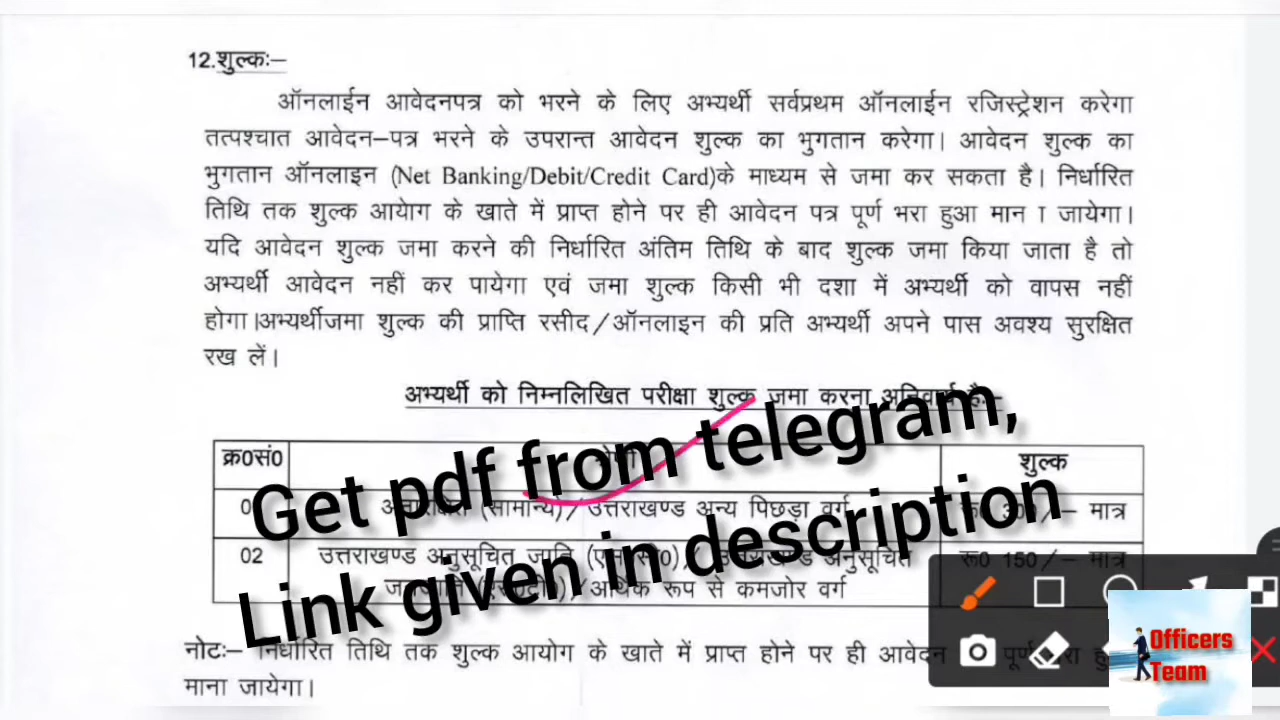 12.शुल्कः–
ऑनलाईन आवेदनपत्र को भरने के लिए अभ्यर्थी सर्वप्रथम ऑनलाईन रजिस्ट्रेशन करेगा
तत्पश्चात आवेदन–पत्र भरने के उपरान्त आवेदन शुल्क का भुगतान करेगा। आवेदन शुल्क का
भुगतान ऑनलाइन (Net Banking/Debit/Credit Card)के माध्यम से जमा कर सकता है। निर्धारित
तिथि तक शुल्क आयेाग के खाते में प्राप्त होने पर ही आवेदन पत्र पूर्ण भरा हुआ मान ा जायेगा।
यदि आवेदन शुल्क जमा करने की निर्धारित अंतिम तिथि के बाद शुल्क जमा किया जाता है तो
अभ्यर्थी आवेदन नहीं कर पायेगा एवं जमा शुल्क किसी भी दशा में अभ्यर्थी को वापस नहीं
होगा।अभ्यर्थीजमा शुल्क की प्राप्ति रसीद/ऑनलाइन की प्रति अभ्यर्थी अपने पास अवश्य सुरक्षित
रख लें।
अभ्यर्थी को निम्नलिखित परीक्षा शुल्क जमा करना अनिवार्य है:–
क्र0सं0 शुल्क
Get pdf from telegram,
(सामान्य)/ उत्तराखण्ड अन्य पिछड़ा वर्ग रू0 300/– मात्र
02 उत्तराखण्ड अनुसूचित जाति उत्तराखण्ड अनुसूचित रू0 150/– मात्र
आर्थिक रूप से कमजोर वर्ग
Link given in description
नोटः– निर्धारित तिथि तक शुल्क आयोग के खाते में प्राप्त होने पर ही आवेदन पूर्ण
माना जायेगा।
Officers
Team